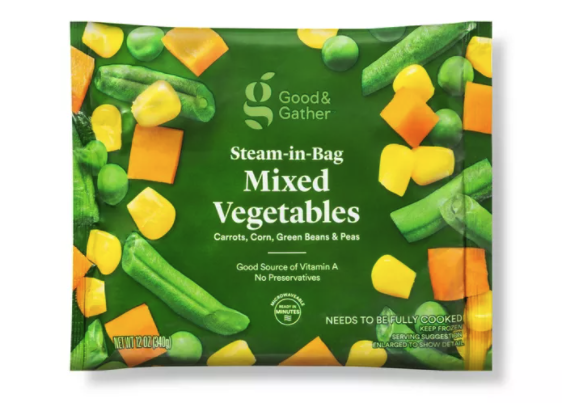 Good&
Gather
Steam-in-Bag
Mixed
Vegetables
Carrots, Corn, Green Beans & Peas
Good Source of Vitamin A
No Preservatives
MICROWAVEABLE
READY IN
MINUTES
NEEDS TO BE FULLY COOKED
KEEP FROZEN
SERVING SUGGESTION
ENLARGED TO SHOW DETAIL
NET WT 12 OZ (340g)